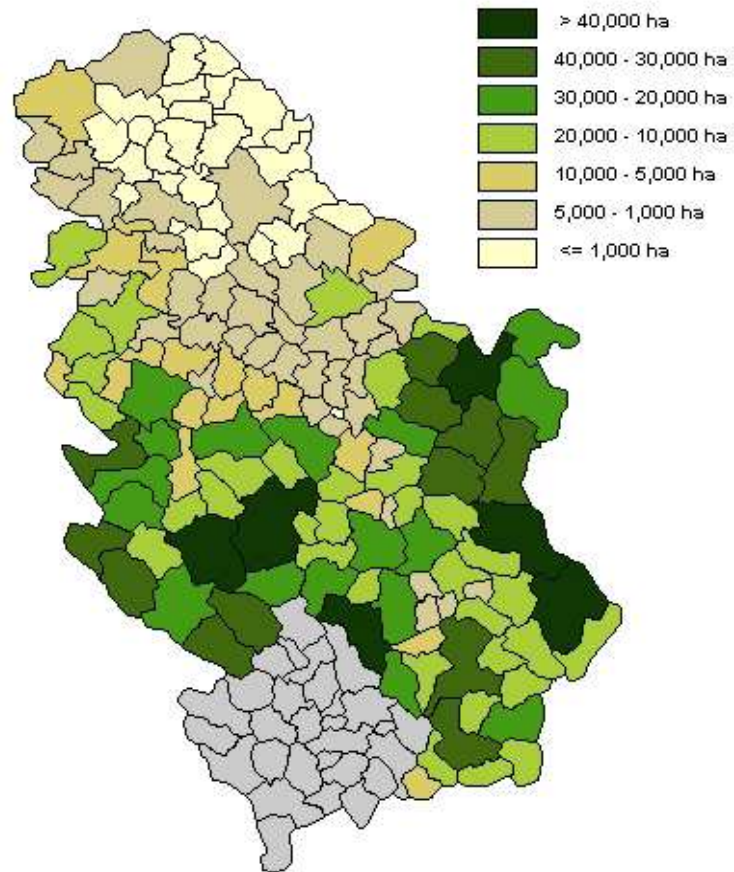 > 40,000 ha
40,000 - 30,000 ha
30,000 - 20,000 ha
20,000 - 10,000 ha
10,000 - 5,000 ha
5,000 - 1,000 ha
<= 1,000 ha